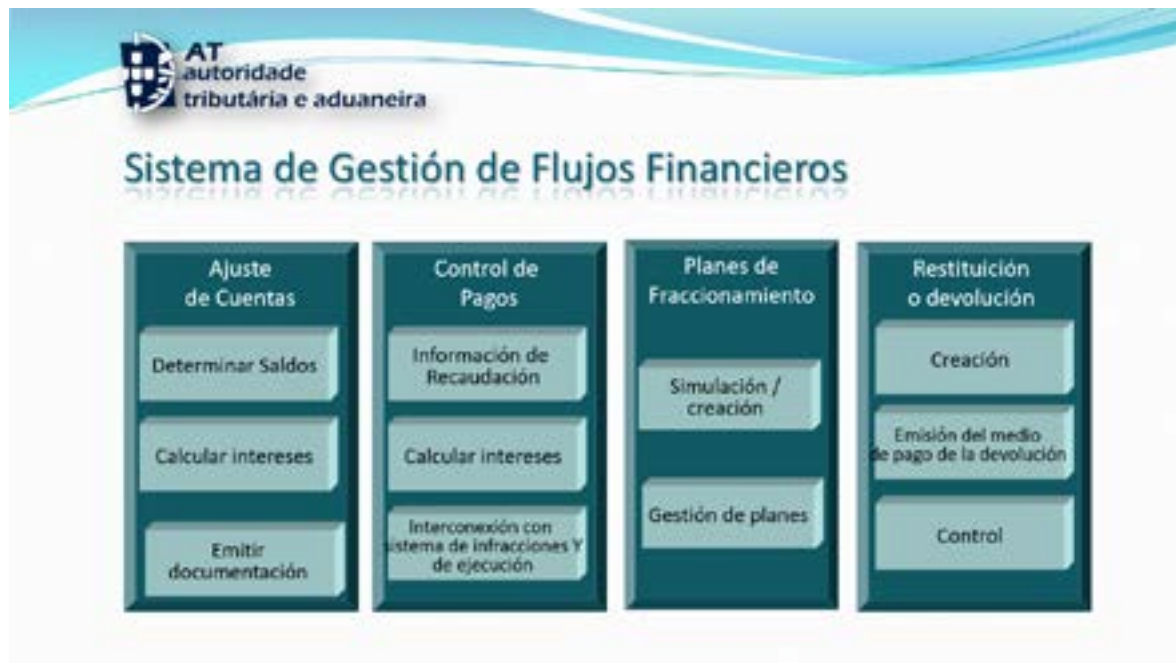 AT
autoridade
tributária e aduaneira
Sistema de Gestión de Flujos Financieros
Ajuste
de Cuentas
Determinar Saldos
Calcular intereses
Emitir
documentación
Control de
Pagos
Información de
Recaudación
Calcular intereses
Interconexión con
sistema de infracciones Y
de ejecución
Planes de
Fraccionamiento
Simulación /
creación
Gestión de planes
Restituición
o devolución
Creación
Emisión del medio
de pago de la devolución
Control